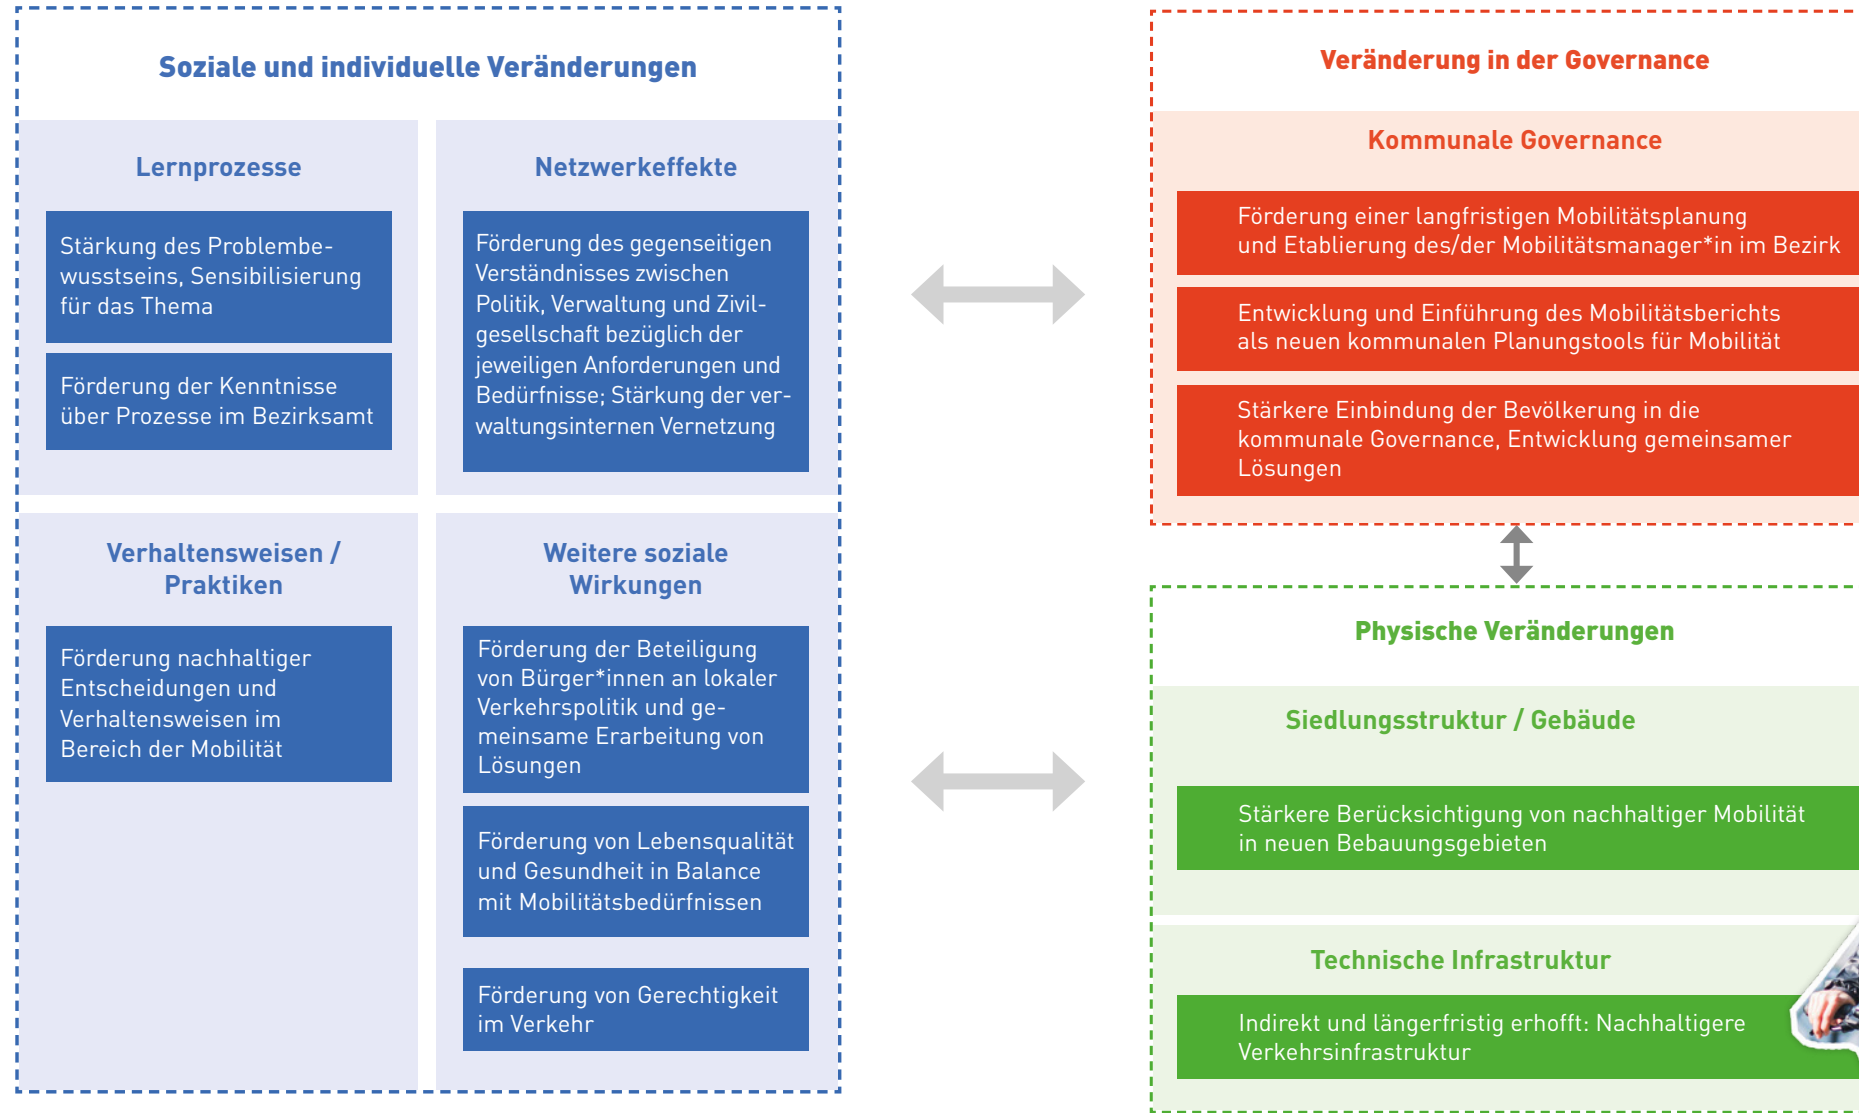 Soziale und individuelle Veränderungen
Lernprozesse
Stärkung des Problembe-
wusstseins, Sensibilisierung
für das Thema
Förderung der Kenntnisse
über Prozesse im Bezirksamt
Netzwerkeffekte
Förderung des gegenseitigen
Verständnisses zwischen
Politik, Verwaltung und Zivil-
gesellschaft bezüglich der
jeweiligen Anforderungen und
Bedürfnisse; Stärkung der ver-
waltungsinternen Vernetzung
Verhaltensweisen /
Praktiken
Förderung nachhaltiger
Entscheidungen und
Verhaltensweisen im
Bereich der Mobilität
Weitere soziale
Wirkungen
Förderung der Beteiligung
von Bürger*innen an lokaler
Verkehrspolitik und ge-
meinsame Erarbeitung von
Lösungen
Förderung von Lebensqualität
und Gesundheit in Balance
mit Mobilitätsbedürfnissen
Förderung von Gerechtigkeit
im Verkehr
Veränderung in der Governance
Kommunale Governance
Förderung einer langfristigen Mobilitätsplanung
und Etablierung des/der Mobilitätsmanager*in im Bezirk
Entwicklung und Einführung des Mobilitätsberichts
als neuen kommunalen Planungstools für Mobilität
Stärkere Einbindung der Bevölkerung in die
kommunale Governance, Entwicklung gemeinsamer
Lösungen
Physische Veränderungen
Siedlungsstruktur / Gebäude
Stärkere Berücksichtigung von nachhaltiger Mobilität
in neuen Bebauungsgebieten
Technische Infrastruktur
Indirekt und längerfristig erhofft: Nachhaltigere
Verkehrsinfrastruktur